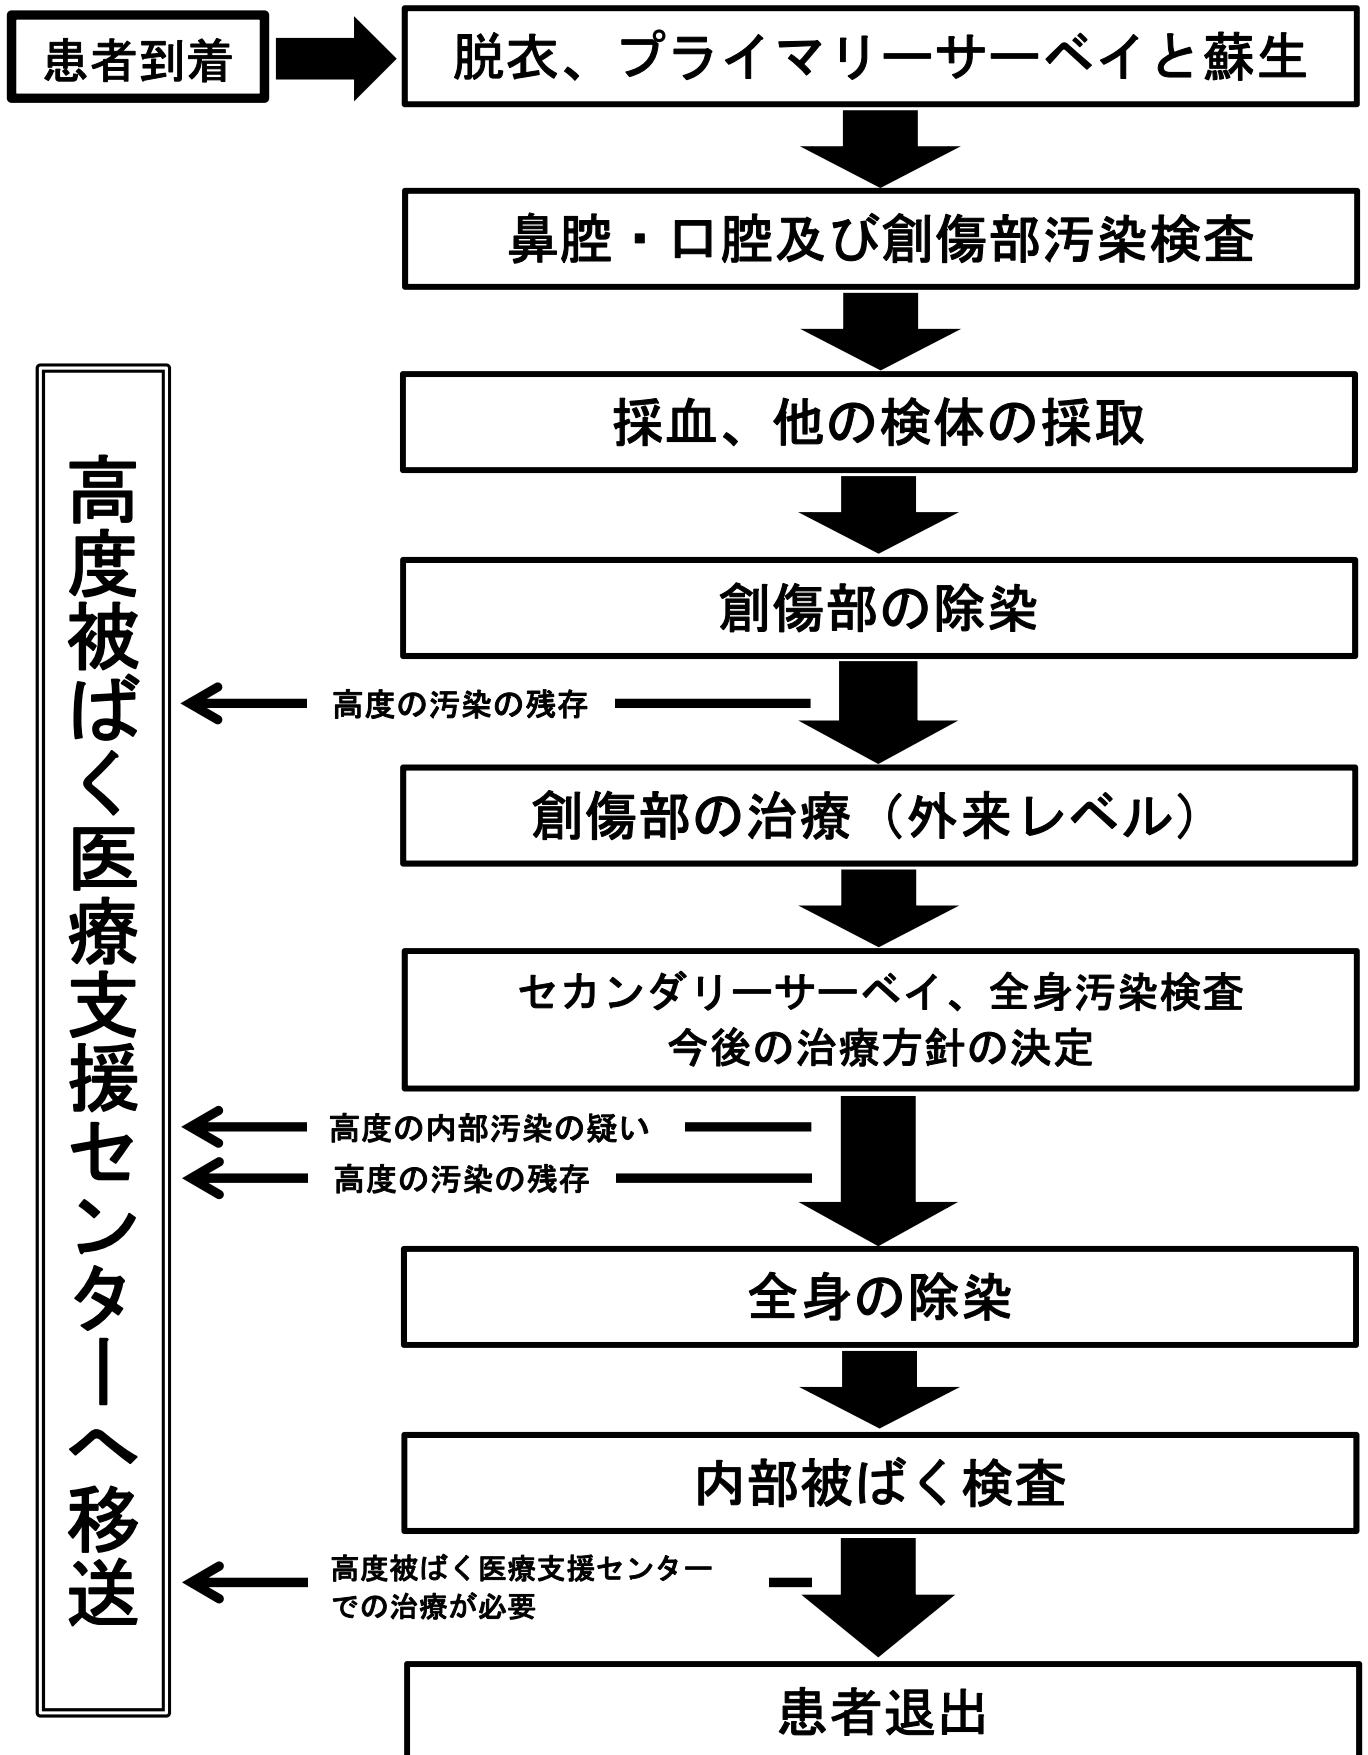 患者到着
脱衣、プライマリーサーベイと蘇生
鼻腔・口腔及び創傷部汚染検査
採血、他の検体の採取
創傷部の除染
高度の汚染の残存
創傷部の治療（外来レベル）
セカンダリーサーベイ、全身汚染検査
今後の治療方針の決定
高度の内部汚染の疑い
高度の汚染の残存
全身の除染
内部被ばく検査
高度被ばく医療支援センター
での治療が必要
患者退出
高度被ばく医療支援センターへ移送